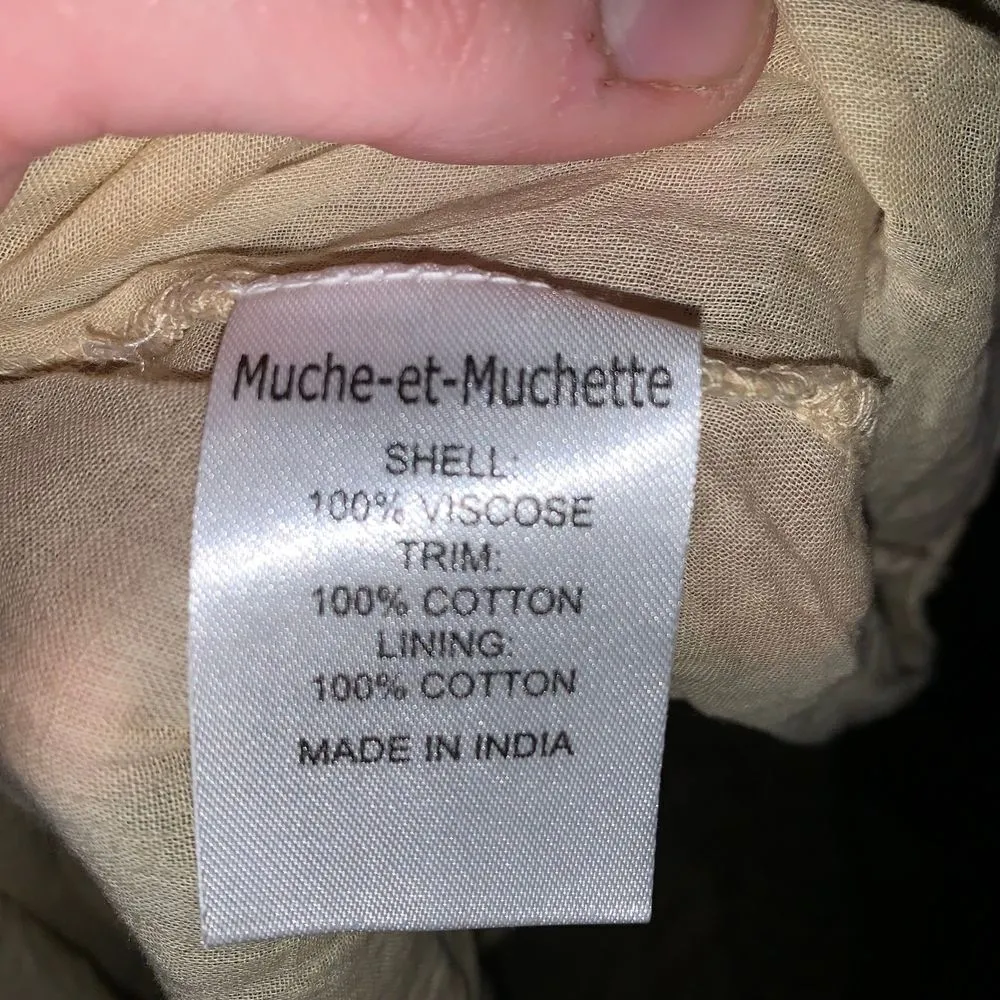 Muche-et-Muchette
SHELL:
100% VISCOSE
TRIM:
100% COTTON
LINING:
100% COTTON
MADE IN INDIA